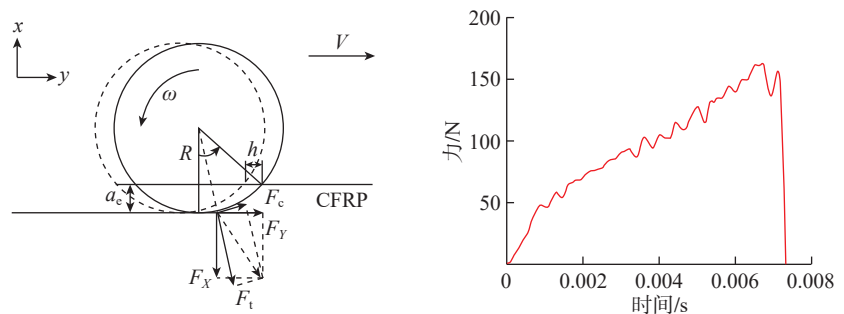 x
y
V
ω
R
h
a_e
F_c
CFRP
F_Y
F_X
F_t
力/N
200
150
100
50
0
0.002
0.004
0.006
0.008
时间/s